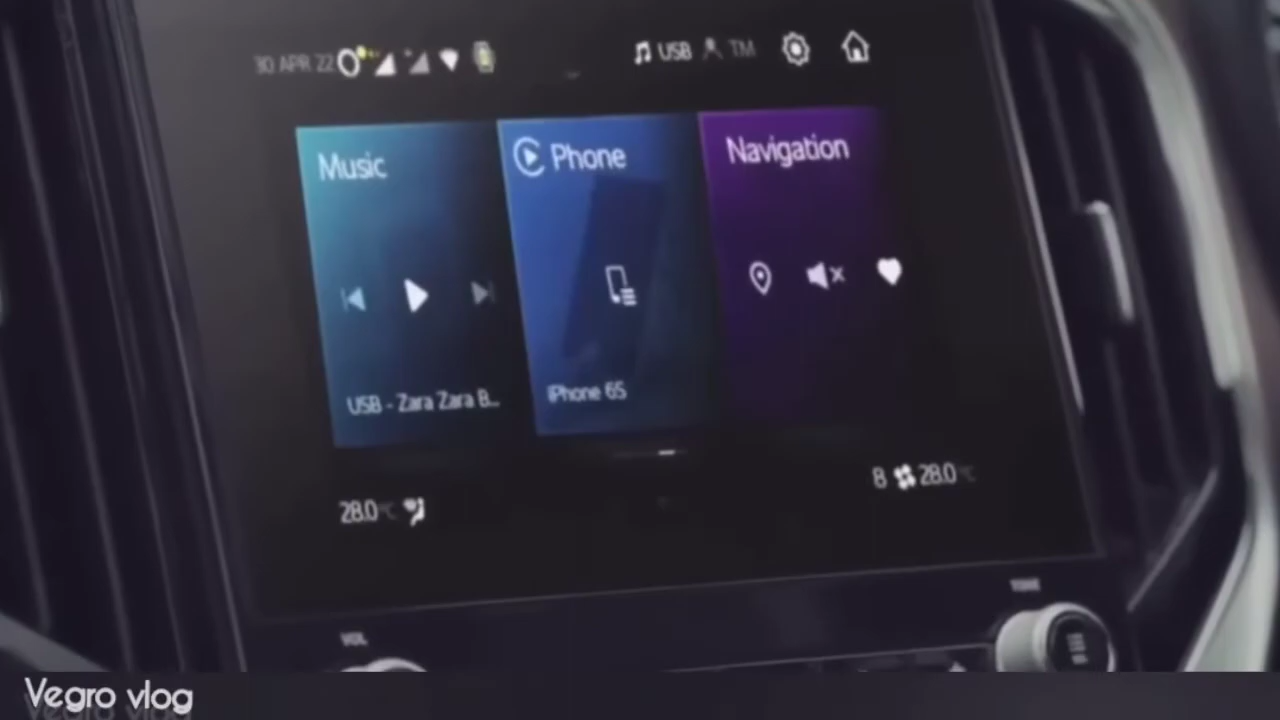 30 APR 22
USB TM
Music
Phone
Navigation
USB - Zara Zara B...
iPhone 6S
28.0°C
8 28.0°C
VOL
Vegro vlog